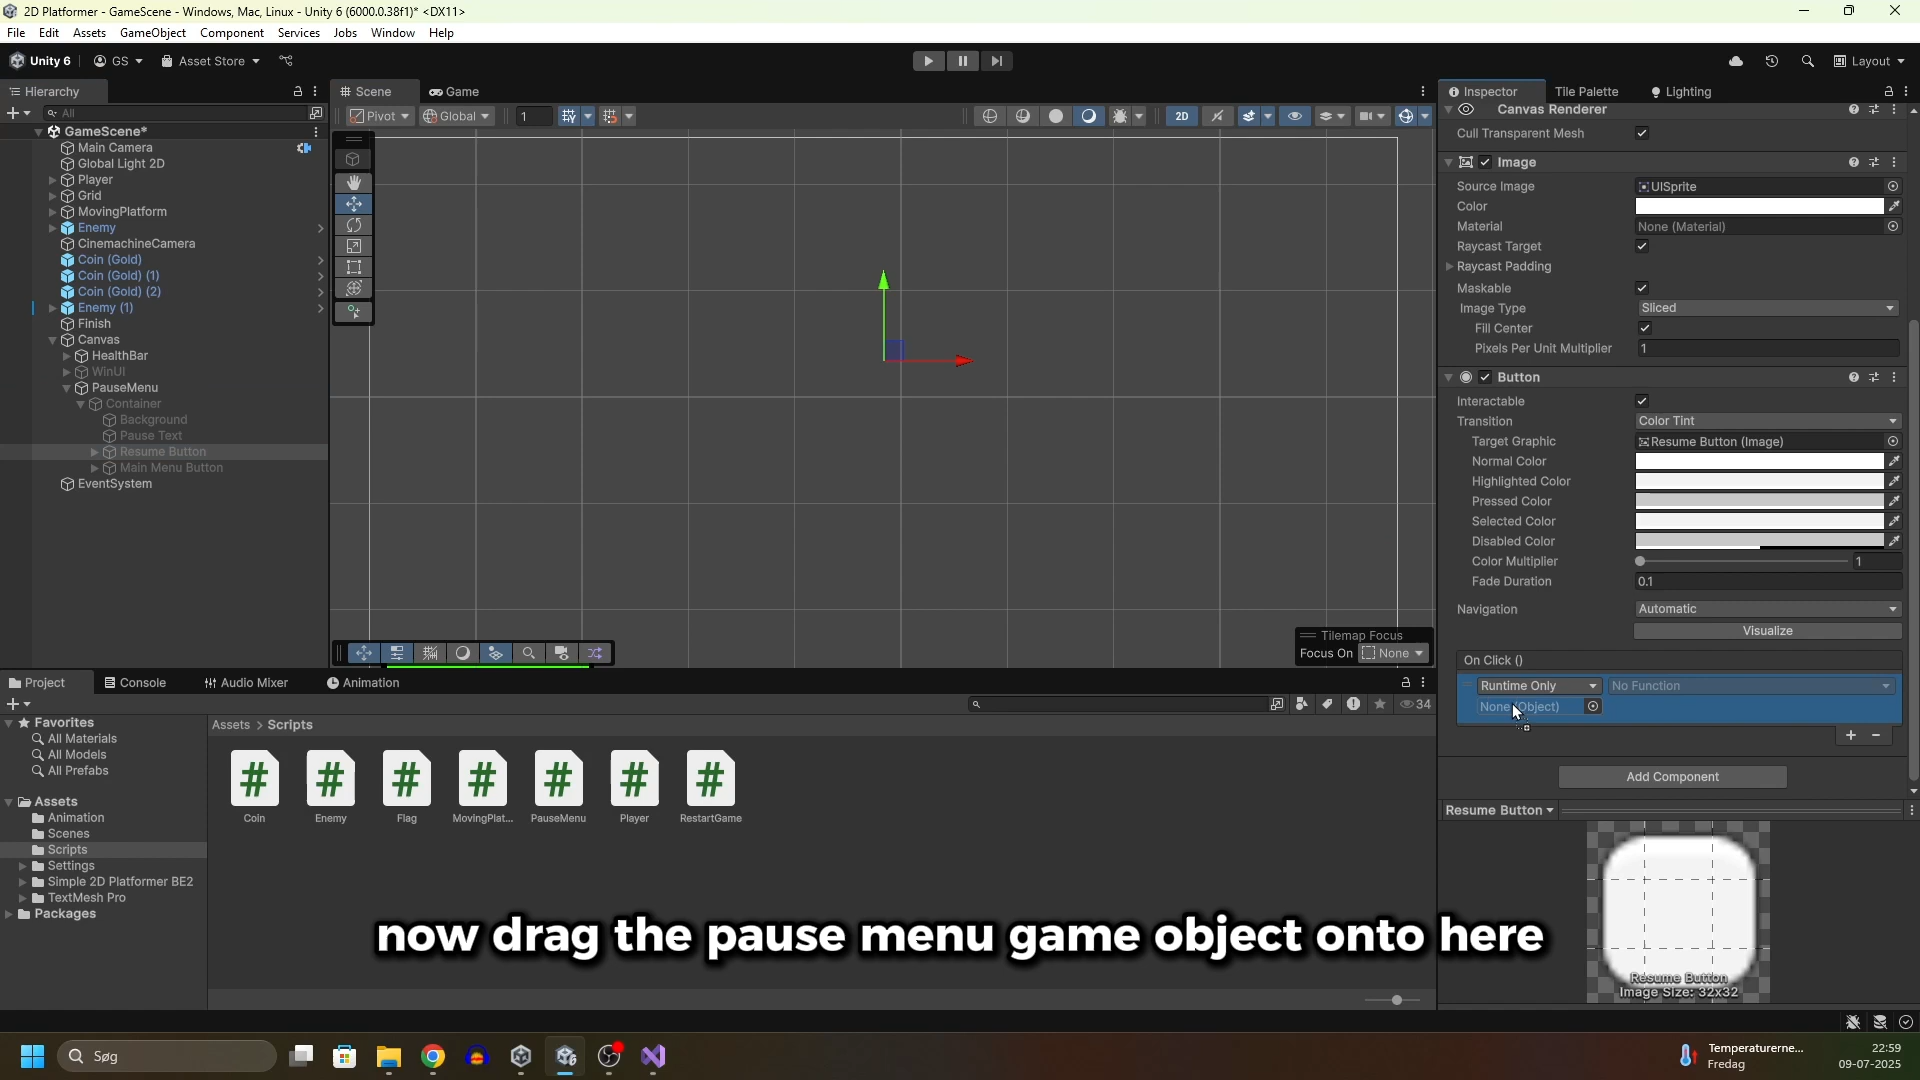 2D Platformer - GameScene - Windows, Mac, Linux - Unity 6 (6000.0.38f1)* <DX11>
File Edit Assets GameObject Component Services Jobs Window Help
Unity 6 GS Asset Store Layout
Hierarchy
All
GameScene*
Main Camera
Global Light 2D
Player
Grid
MovingPlatform
Enemy
CinemachineCamera
Coin (Gold)
Coin (Gold) (1)
Coin (Gold) (2)
Enemy (1)
Finish
Canvas
HealthBar
WinUI
PauseMenu
Container
Background
Pause Text
Resume Button
Main Menu Button
EventSystem
Scene Game
Pivot Global 1 2D
Tilemap Focus
Focus On None
Inspector Tile Palette Lighting
Canvas Renderer
Cull Transparent Mesh
Image
Source Image UISprite
Color
Material None (Material)
Raycast Target
Raycast Padding
Maskable
Image Type Sliced
Fill Center
Pixels Per Unit Multiplier 1
Button
Interactable
Transition Color Tint
Target Graphic Resume Button (Image)
Normal Color
Highlighted Color
Pressed Color
Selected Color
Disabled Color
Color Multiplier 1
Fade Duration 0.1
Navigation Automatic
Visualize
On Click ()
Runtime Only No Function
None (Object)
Add Component
Resume Button
Resume Button
Image Size: 32x32
Project Console Audio Mixer Animation
34
Favorites
All Materials
All Models
All Prefabs
Assets
Animation
Scenes
Scripts
Settings
Simple 2D Platformer BE2
TextMesh Pro
Packages
Assets > Scripts
Coin Enemy Flag MovingPlat... PauseMenu Player RestartGame
now drag the pause menu game object onto here
Søg
Temperaturerne...
Fredag
22:59
09-07-2025